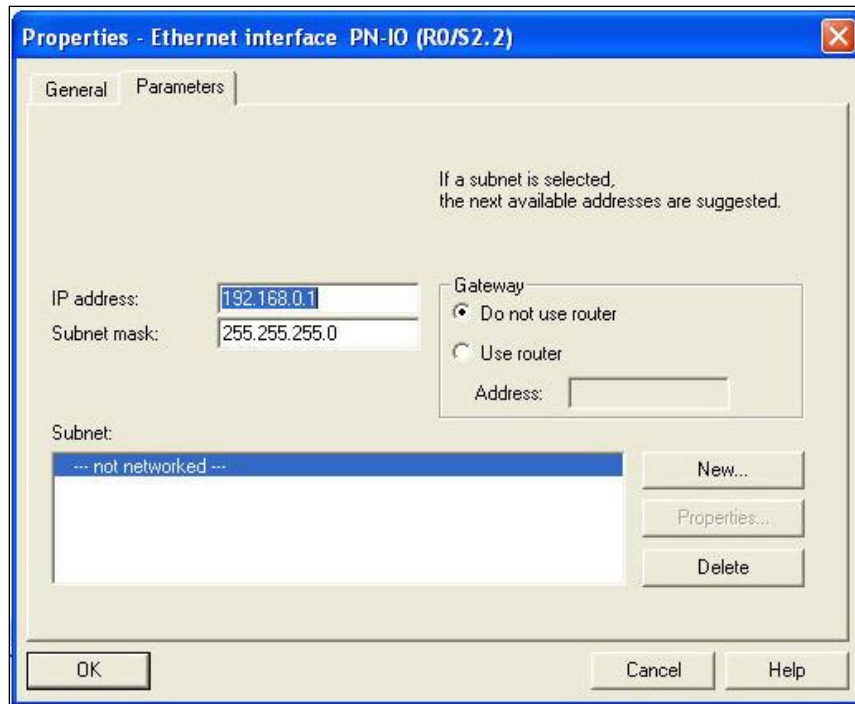 Properties - Ethernet interface PN-IO (R0/S2.2)
General
Parameters
If a subnet is selected,
the next available addresses are suggested.
IP address:
192.168.0.1
Subnet mask:
255.255.255.0
Gateway
Do not use router
Use router
Address:
Subnet:
--- not networked ---
New...
Properties...
Delete
OK
Cancel
Help